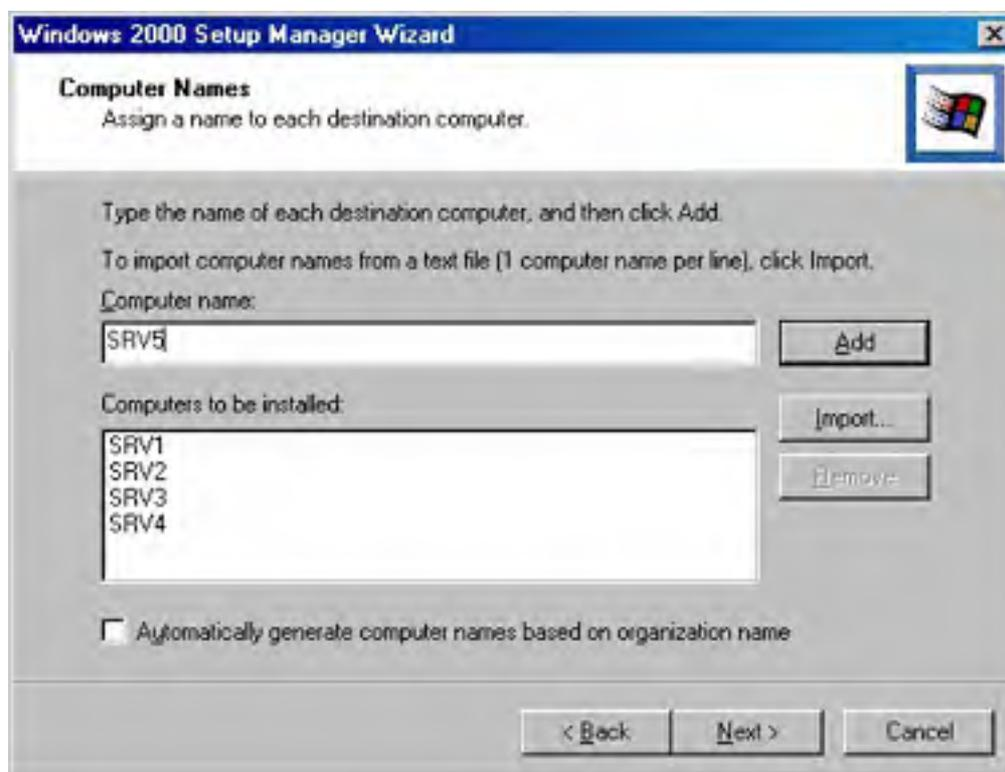 Windows 2000 Setup Manager Wizard
Computer Names
Assign a name to each destination computer.
Type the name of each destination computer, and then click Add.
To import computer names from a text file (1 computer name per line), click Import.
Computer name:
SRV5
Add
Computers to be installed:
Import...
SRV1
SRV2
SRV3
SRV4
Remove
Automatically generate computer names based on organization name
< Back
Next >
Cancel